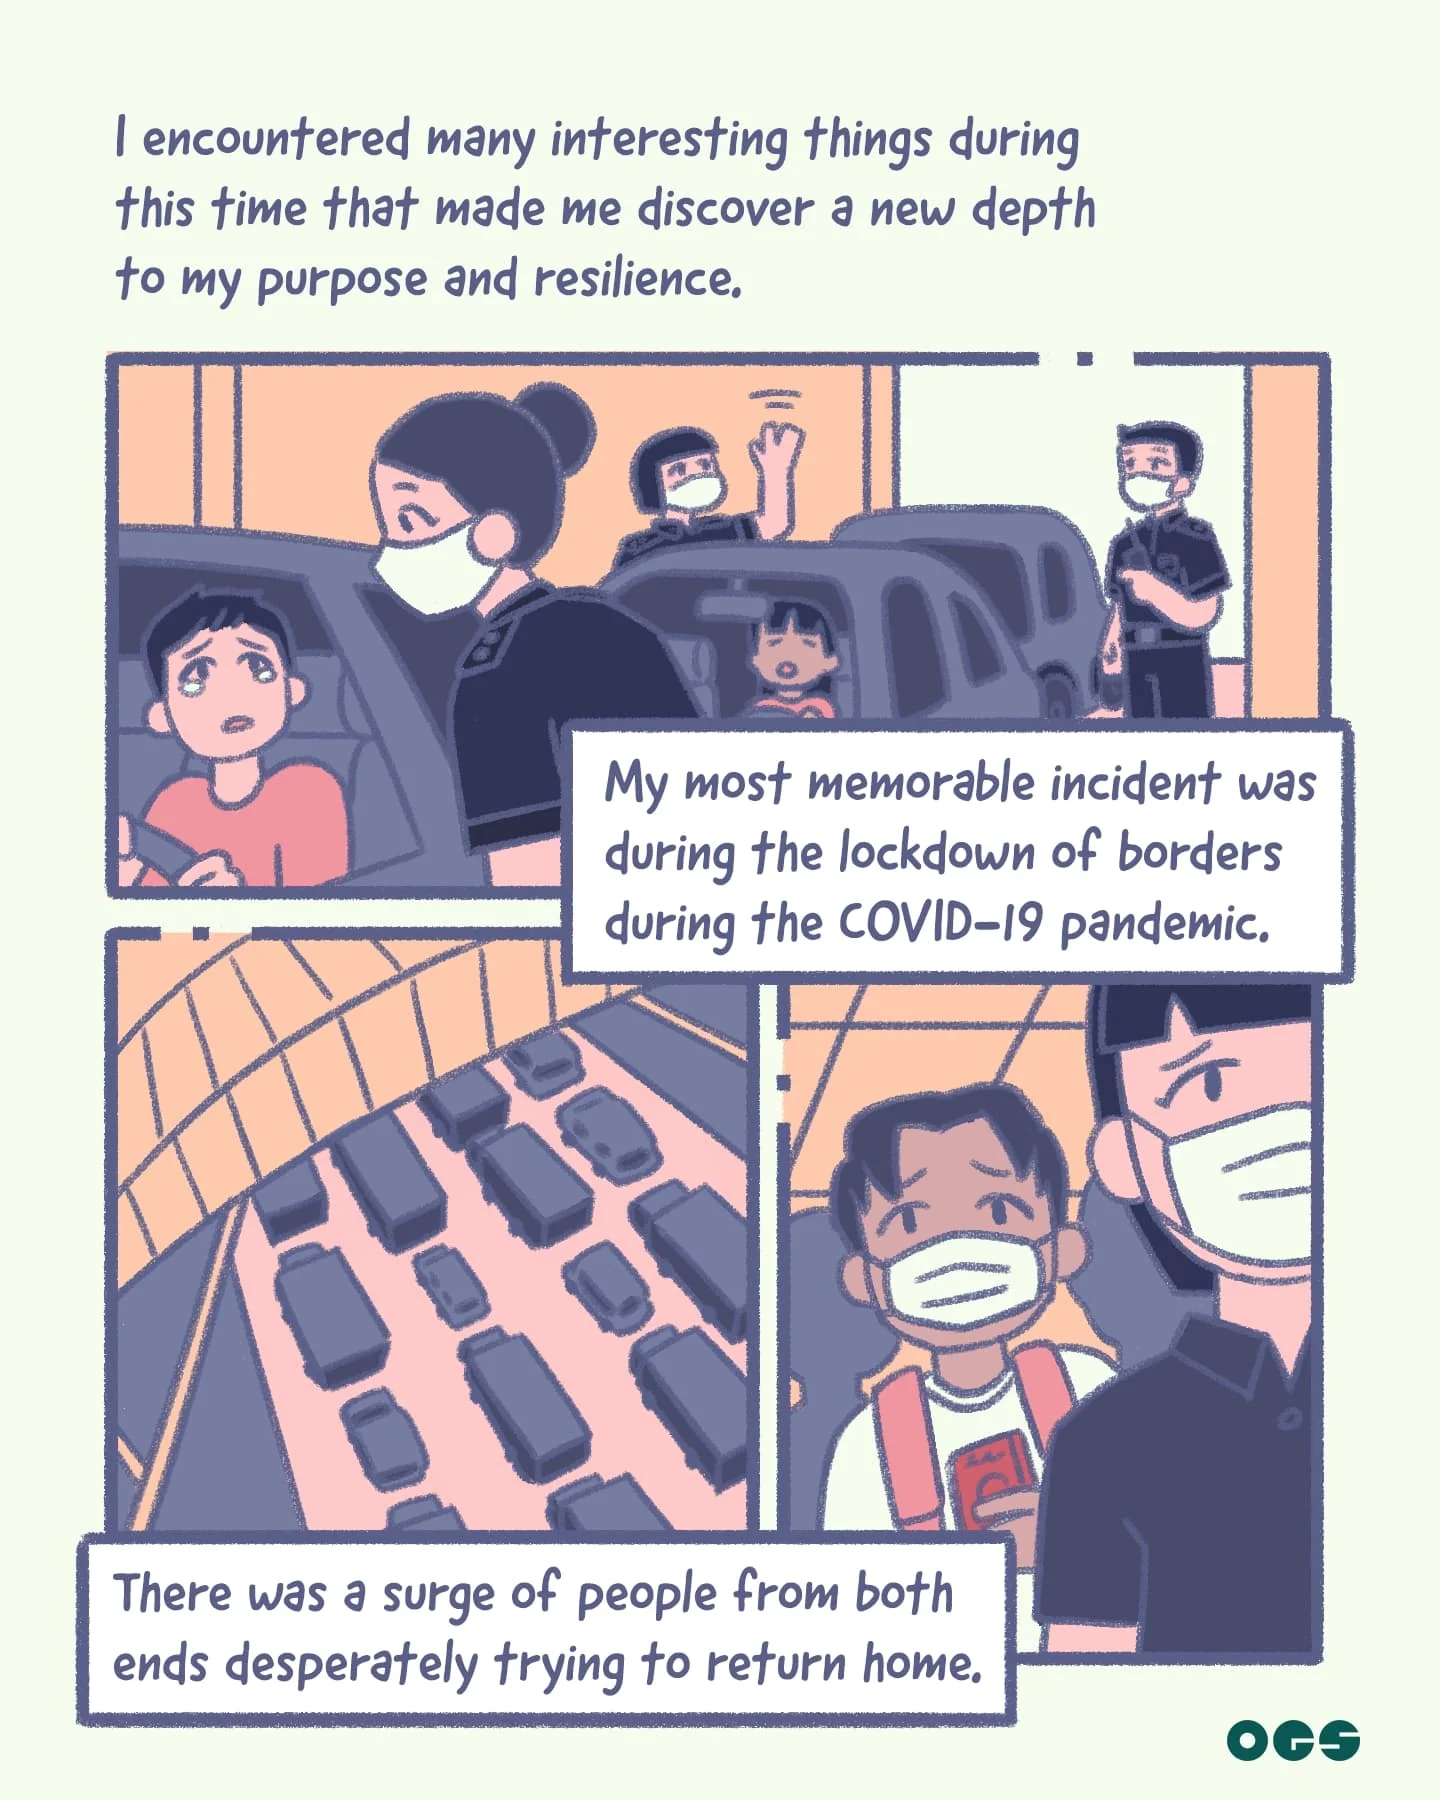 I encountered many interesting things during
this time that made me discover a new depth
to my purpose and resilience.
My most memorable incident was
during the lockdown of borders
during the COVID-19 pandemic.
There was a surge of people from both
ends desperately trying to return home.
OGS